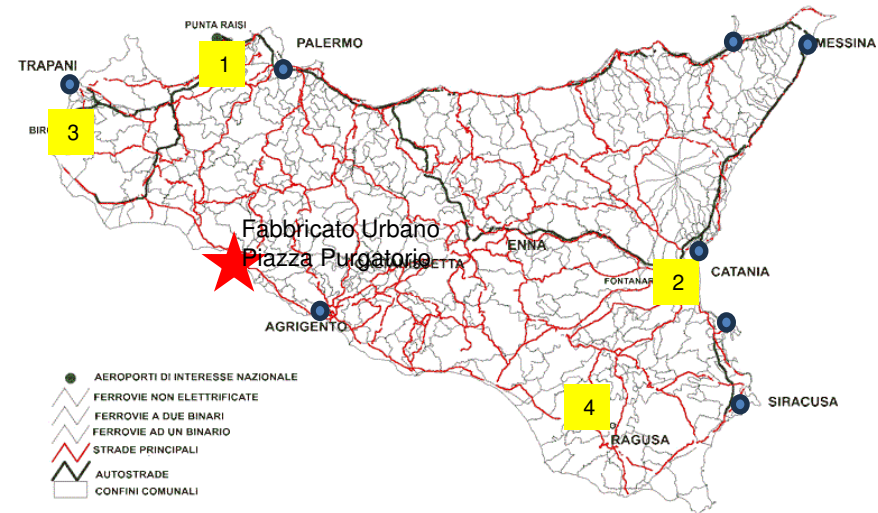 PUNTA RAISI
1
PALERMO
MESSINA
TRAPANI
3
Fabbricato Urbano
Piazza Purgatorio
ENNA
2
CATANIA
AGRIGENTO
4
SIRACUSA
RAGUSA
AEROPORTI DI INTERESSE NAZIONALE
FERROVIE NON ELETTRIFICATE
FERROVIE A DUE BINARI
FERROVIE AD UN BINARIO
STRADE PRINCIPALI
AUTOSTRADE
CONFINI COMUNALI